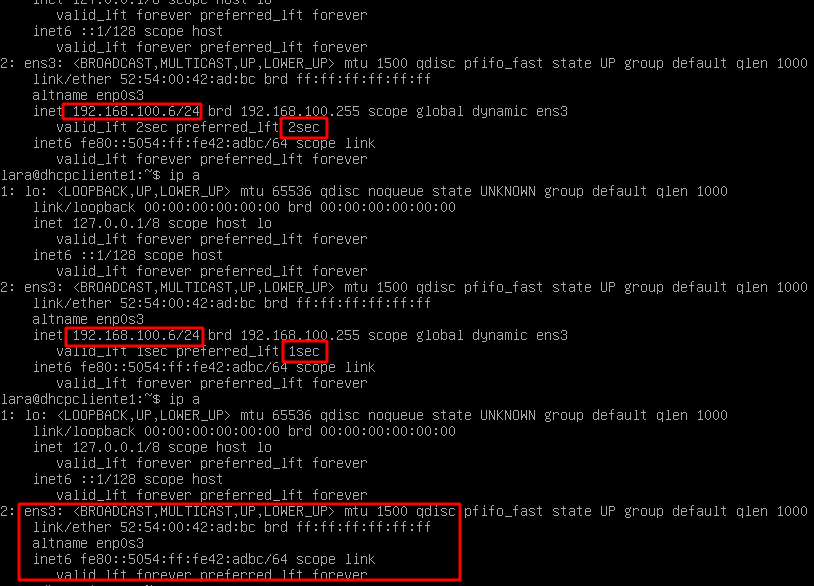 inet 127.0.0.1/8 scope host lo
valid_lft forever preferred_lft forever
inet6 ::1/128 scope host
valid_lft forever preferred_lft forever
2: ens3: <BROADCAST,MULTICAST,UP,LOWER_UP> mtu 1500 qdisc pfifo_fast state UP group default qlen 1000
link/ether 52:54:00:42:ad:bc brd ff:ff:ff:ff:ff:ff
altname enp0s3
inet 192.168.100.6/24 brd 192.168.100.255 scope global dynamic ens3
valid_lft 2sec preferred_lft 2sec
inet6 fe80::5054:ff:fe42:adbc/64 scope link
valid_lft forever preferred_lft forever
lara@dhcpcliente1:~$ ip a
1: lo: <LOOPBACK,UP,LOWER_UP> mtu 65536 qdisc noqueue state UNKNOWN group default qlen 1000
link/loopback 00:00:00:00:00:00 brd 00:00:00:00:00:00
inet 127.0.0.1/8 scope host lo
valid_lft forever preferred_lft forever
inet6 ::1/128 scope host
valid_lft forever preferred_lft forever
2: ens3: <BROADCAST,MULTICAST,UP,LOWER_UP> mtu 1500 qdisc pfifo_fast state UP group default qlen 1000
link/ether 52:54:00:42:ad:bc brd ff:ff:ff:ff:ff:ff
altname enp0s3
inet 192.168.100.6/24 brd 192.168.100.255 scope global dynamic ens3
valid_lft 1sec preferred_lft 1sec
inet6 fe80::5054:ff:fe42:adbc/64 scope link
valid_lft forever preferred_lft forever
lara@dhcpcliente1:~$ ip a
1: lo: <LOOPBACK,UP,LOWER_UP> mtu 65536 qdisc noqueue state UNKNOWN group default qlen 1000
link/loopback 00:00:00:00:00:00 brd 00:00:00:00:00:00
inet 127.0.0.1/8 scope host lo
valid_lft forever preferred_lft forever
inet6 ::1/128 scope host
valid_lft forever preferred_lft forever
2: ens3: <BROADCAST,MULTICAST,UP,LOWER_UP> mtu 1500 qdisc pfifo_fast state UP group default qlen 1000
link/ether 52:54:00:42:ad:bc brd ff:ff:ff:ff:ff:ff
altname enp0s3
inet6 fe80::5054:ff:fe42:adbc/64 scope link
valid_lft forever preferred_lft forever